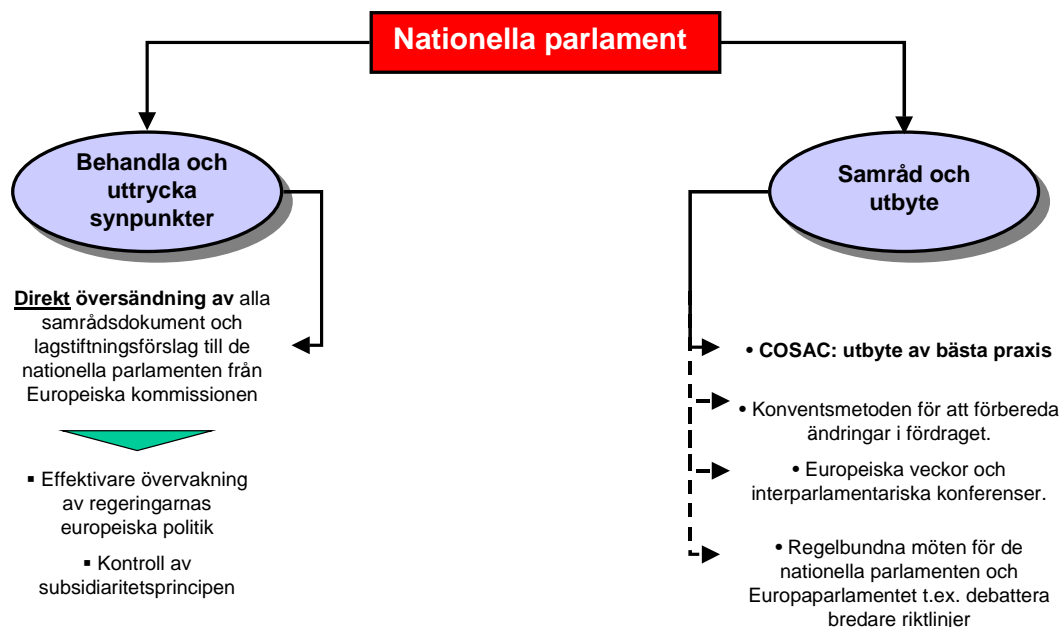 Nationella parlament
Behandla och
uttrycka
synpunkter
Direkt översändning av alla
samrådsdokument och
lagstiftningsförslag till de
nationella parlamenten från
Europeiska kommissionen
▪ Effektivare övervakning
av regeringarnas
europeiska politik
▪ Kontroll av
subsidiaritetsprincipen
Samråd och
utbyte
• COSAC: utbyte av bästa praxis
• Konventsmetoden för att förbereda
ändringar i fördraget.
• Europeiska veckor och
interparlamentariska konferenser.
• Regelbundna möten för de
nationella parlamenten och
Europaparlamentet t.ex. debattera
bredare riktlinjer